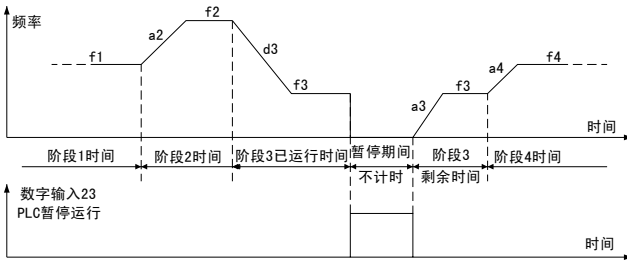 频率
f1
a2
f2
d3
f3
a3
f3
a4
f4
时间
阶段1时间
阶段2时间
阶段3已运行时间
暂停期间
不计时
阶段3
剩余时间
阶段4时间
数字输入23
PLC暂停运行
时间